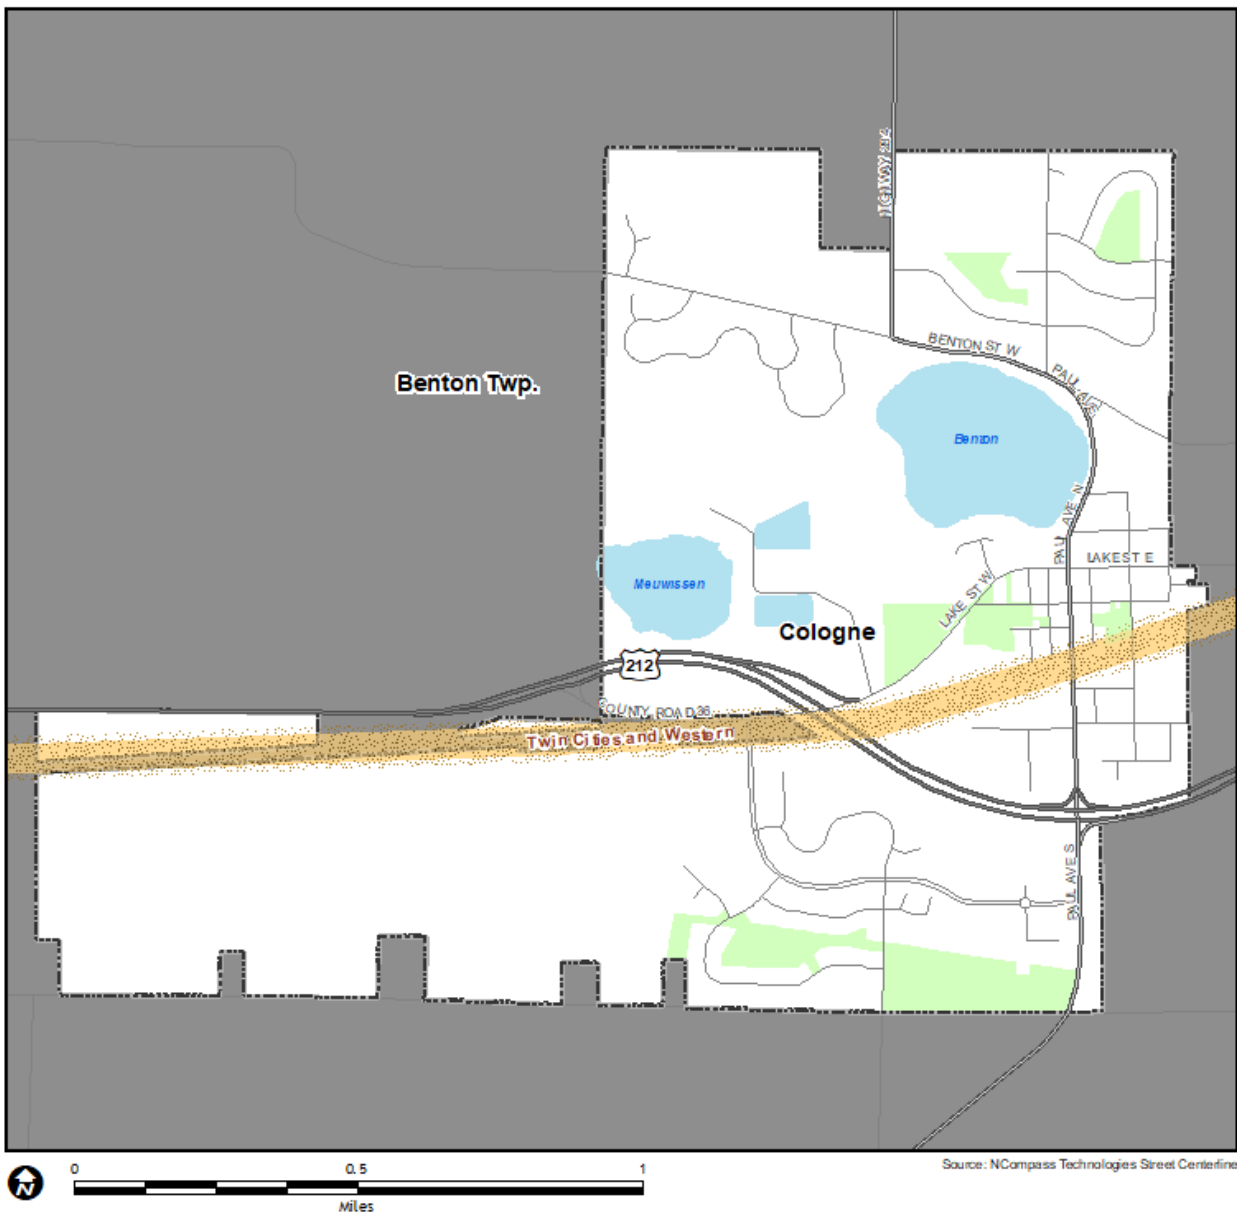 HIGHWAY 284
BENTON ST W
PAUL AVE
Benton Twp.
Benton
PAUL AVE N
LAKE ST E
Meuwissen
LAKE ST W
Cologne
212
COUNTY ROAD 36
Twin Cities and Western
PAUL AVE S
N
0 0.5 1
Miles
Source: NCompass Technologies Street Centerline